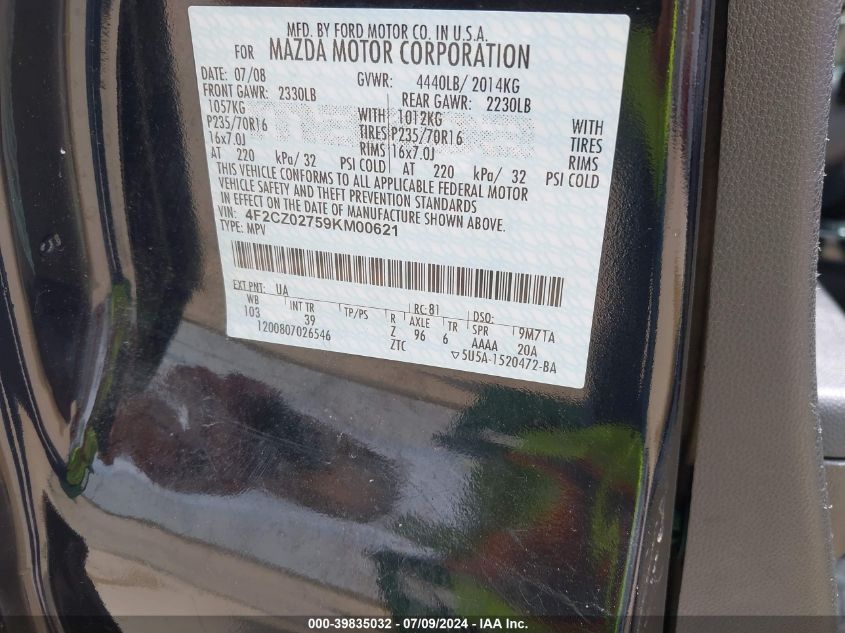 MFD. BY FORD MOTOR CO. IN U.S.A.
FOR MAZDA MOTOR CORPORATION
DATE: 07/08 GVWR: 4440LB/ 2014KG
FRONT GAWR: 2330LB REAR GAWR: 2230LB
1057KG WITH 1012KG WITH
P235/70R16 TIRES P235/70R16 TIRES
16x7.0J RIMS 16x7.0J RIMS
AT 220 kPa/ 32 PSI COLD AT 220 kPa/ 32 PSI COLD
THIS VEHICLE CONFORMS TO ALL APPLICABLE FEDERAL MOTOR
VEHICLE SAFETY AND THEFT PREVENTION STANDARDS
IN EFFECT ON THE DATE OF MANUFACTURE SHOWN ABOVE.
VIN: 4F2CZ02759KM00621
TYPE: MPV
EXT PNT: UA RC: 81 DSO:
WB INT TR TP/PS R AXLE TR SPR 9M7TA
103 39 Z 96 6 AAAA 20A
1200807026546 ZTC ▽5U5A-1520472-BA
000-39835032 - 07/09/2024 - IAA Inc.